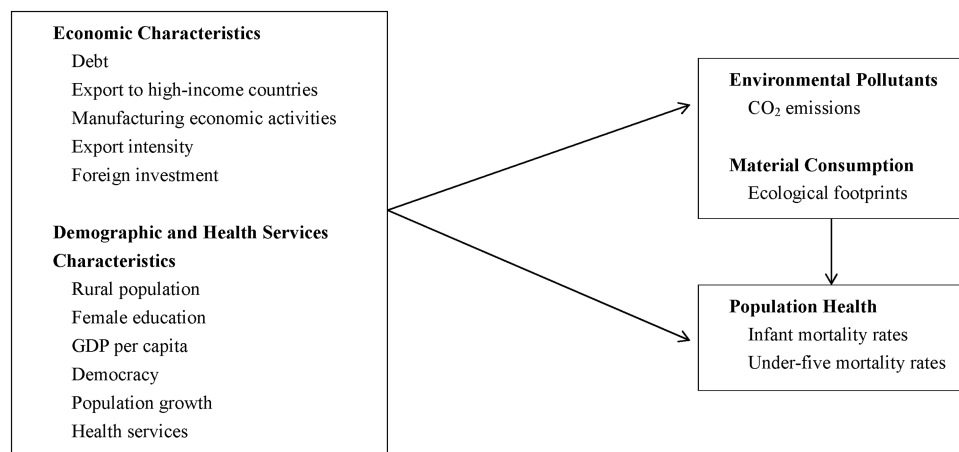 Economic Characteristics
Debt
Export to high-income countries
Manufacturing economic activities
Export intensity
Foreign investment
Demographic and Health Services
Characteristics
Rural population
Female education
GDP per capita
Democracy
Population growth
Health services
Environmental Pollutants
CO₂ emissions
Material Consumption
Ecological footprints
Population Health
Infant mortality rates
Under-five mortality rates